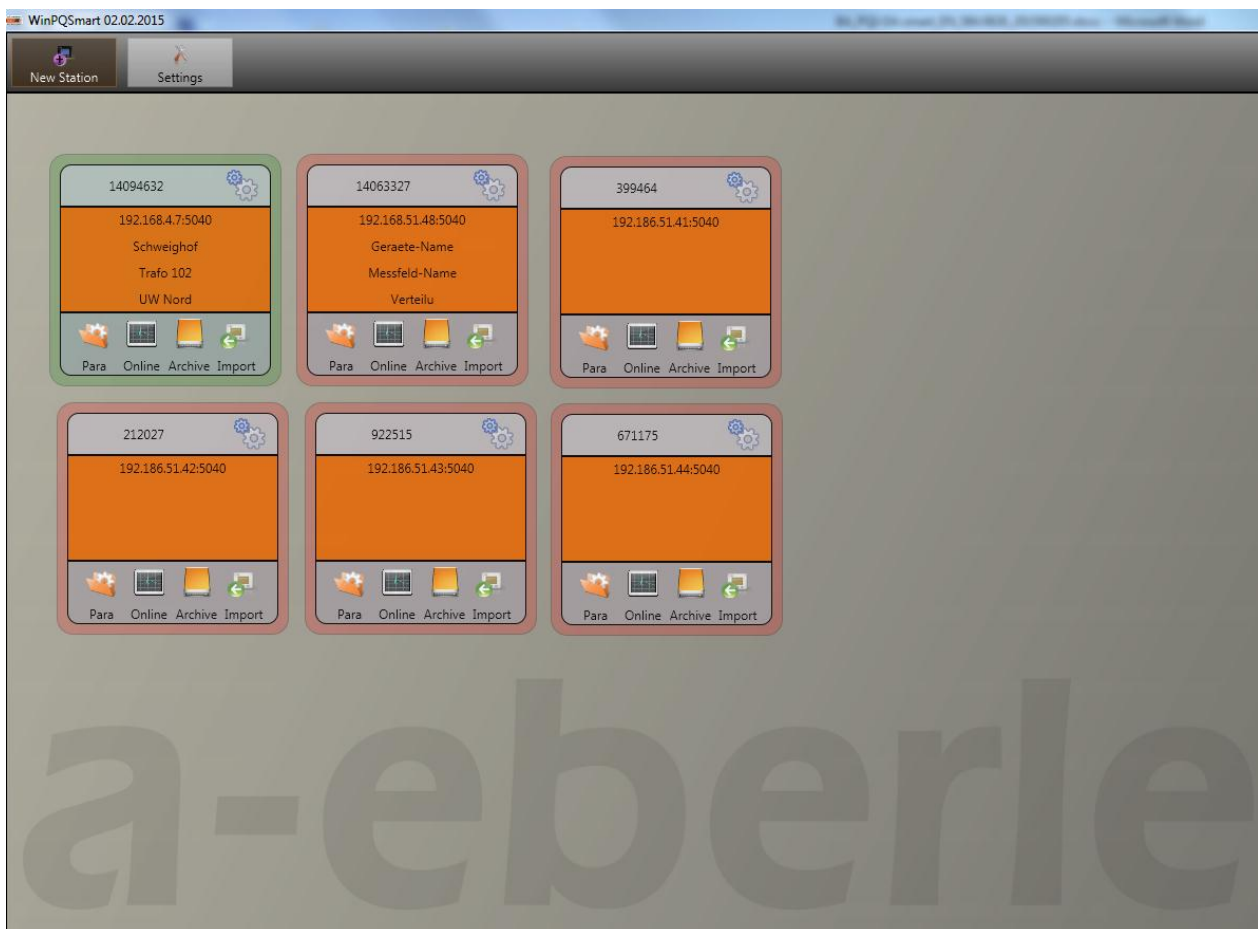 WinPQSmart 02.02.2015
New Station
Settings
14094632
192.168.4.7:5040
Schweighof
Trafo 102
UW Nord
Para Online Archive Import
14063327
192.168.51.48:5040
Geraete-Name
Messfeld-Name
Verteilu
Para Online Archive Import
399464
192.186.51.41:5040
Para Online Archive Import
212027
192.186.51.42:5040
Para Online Archive Import
922515
192.186.51.43:5040
Para Online Archive Import
671175
192.186.51.44:5040
Para Online Archive Import
a-eberle